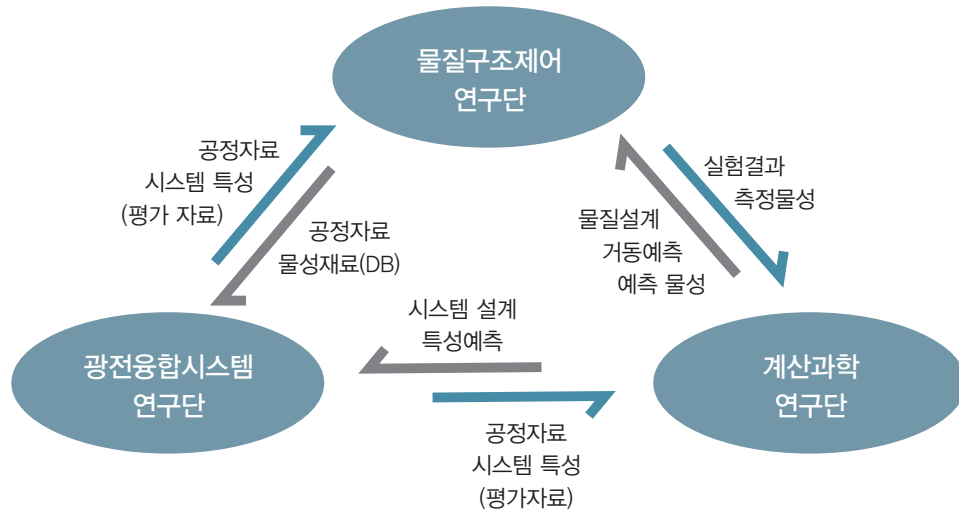 물질구조제어
연구단
공정자료
시스템 특성
(평가 자료)
공정자료
물성재료(DB)
실험결과
측정물성
물질설계
거동예측
예측 물성
시스템 설계
특성예측
광전융합시스템
연구단
계산과학
연구단
공정자료
시스템 특성
(평가자료)